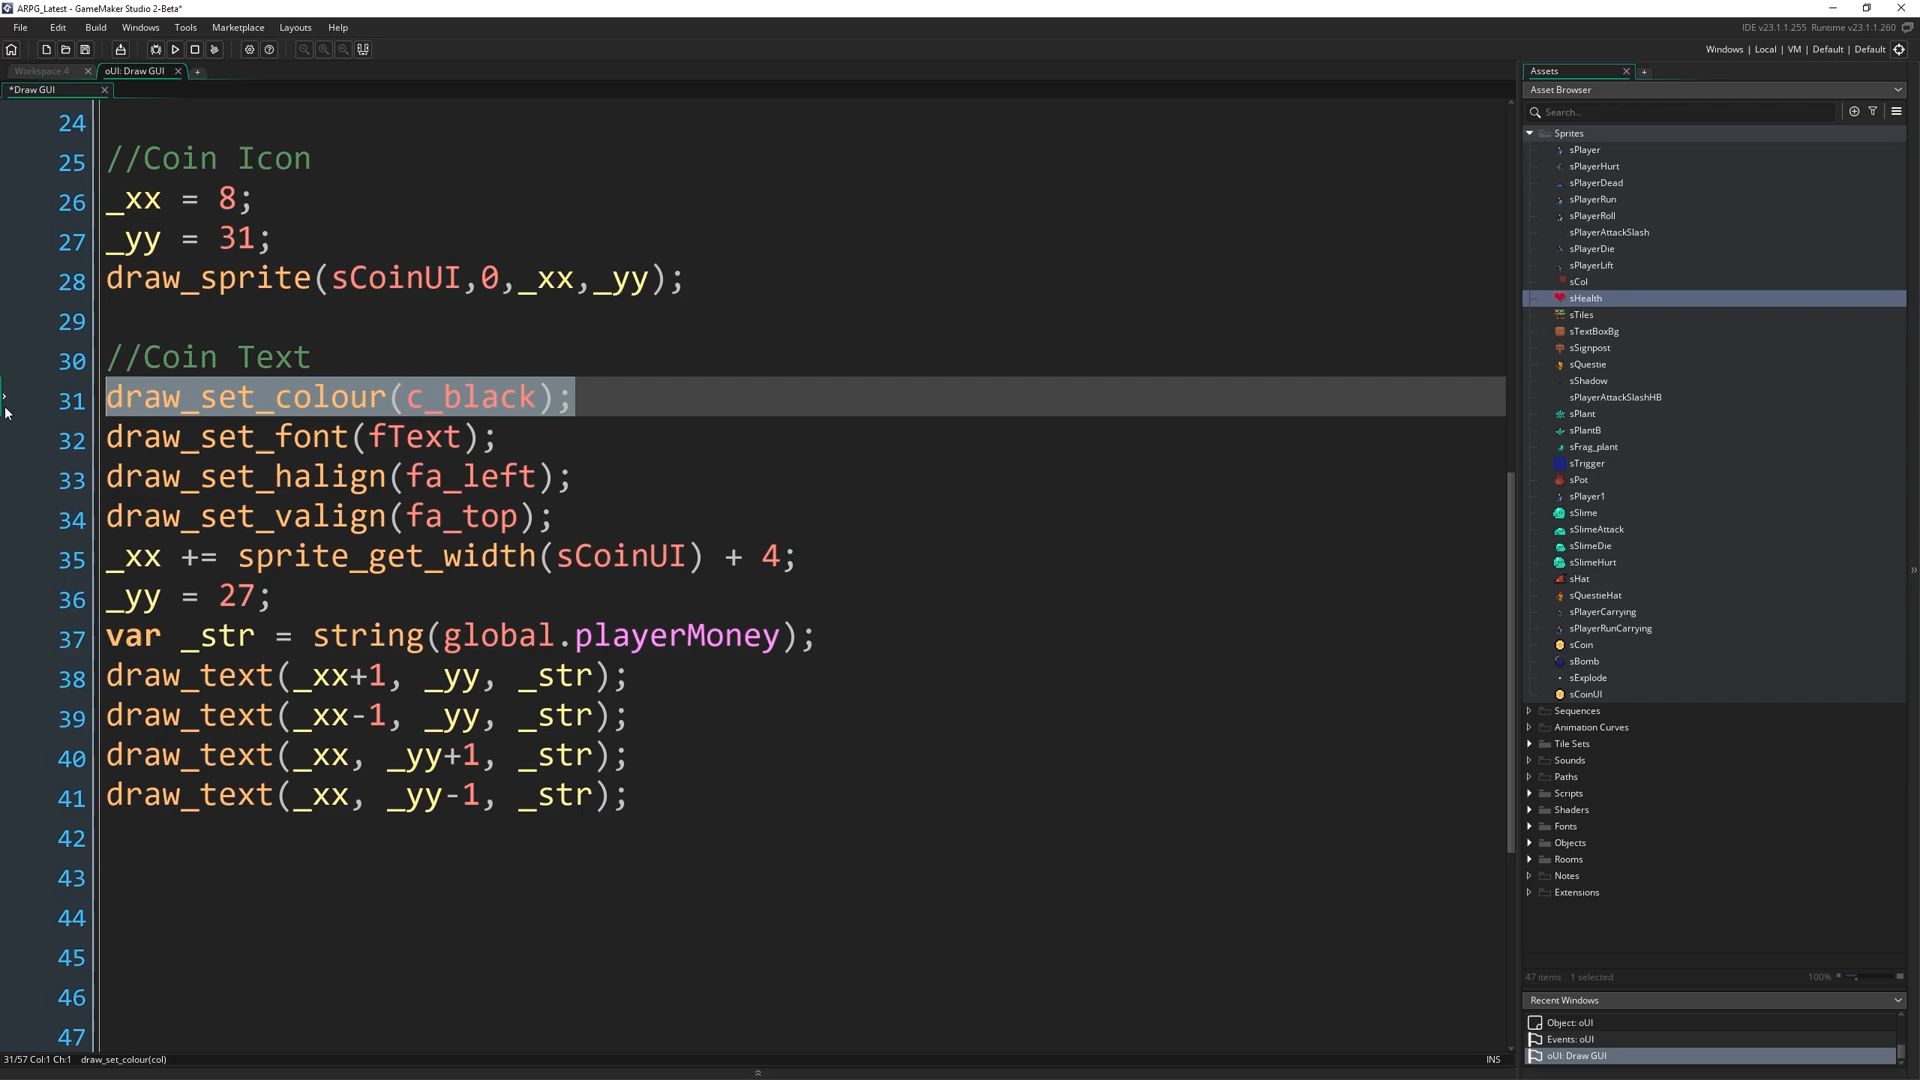 ARPG_Latest - GameMaker Studio 2-Beta*
File Edit Build Windows Tools Marketplace Layouts Help
IDE v23.1.1.255 Runtime v23.1.1.260
Windows | Local | VM | Default | Default
Workspace 4
oUI: Draw GUI
*Draw GUI
24
25 //Coin Icon
26 _xx = 8;
27 _yy = 31;
28 draw_sprite(sCoinUI,0,_xx,_yy);
29
30 //Coin Text
31 draw_set_colour(c_black);
32 draw_set_font(fText);
33 draw_set_halign(fa_left);
34 draw_set_valign(fa_top);
35 _xx += sprite_get_width(sCoinUI) + 4;
36 _yy = 27;
37 var _str = string(global.playerMoney);
38 draw_text(_xx+1, _yy, _str);
39 draw_text(_xx-1, _yy, _str);
40 draw_text(_xx, _yy+1, _str);
41 draw_text(_xx, _yy-1, _str);
42
43
44
45
46
47
31/57 Col:1 Ch:1 draw_set_colour(col)
INS
Assets
Asset Browser
Search...
Sprites
sPlayer
sPlayerHurt
sPlayerDead
sPlayerRun
sPlayerRoll
sPlayerAttackSlash
sPlayerDie
sPlayerLift
sCol
sHealth
sTiles
sTextBoxBg
sSignpost
sQuestie
sShadow
sPlayerAttackSlashHB
sPlant
sPlantB
sFrag_plant
sTrigger
sPot
sPlayer1
sSlime
sSlimeAttack
sSlimeDie
sSlimeHurt
sHat
sQuestieHat
sPlayerCarrying
sPlayerRunCarrying
sCoin
sBomb
sExplode
sCoinUI
Sequences
Animation Curves
Tile Sets
Sounds
Paths
Scripts
Shaders
Fonts
Objects
Rooms
Notes
Extensions
47 items 1 selected
100%
Recent Windows
Object: oUI
Events: oUI
oUI: Draw GUI